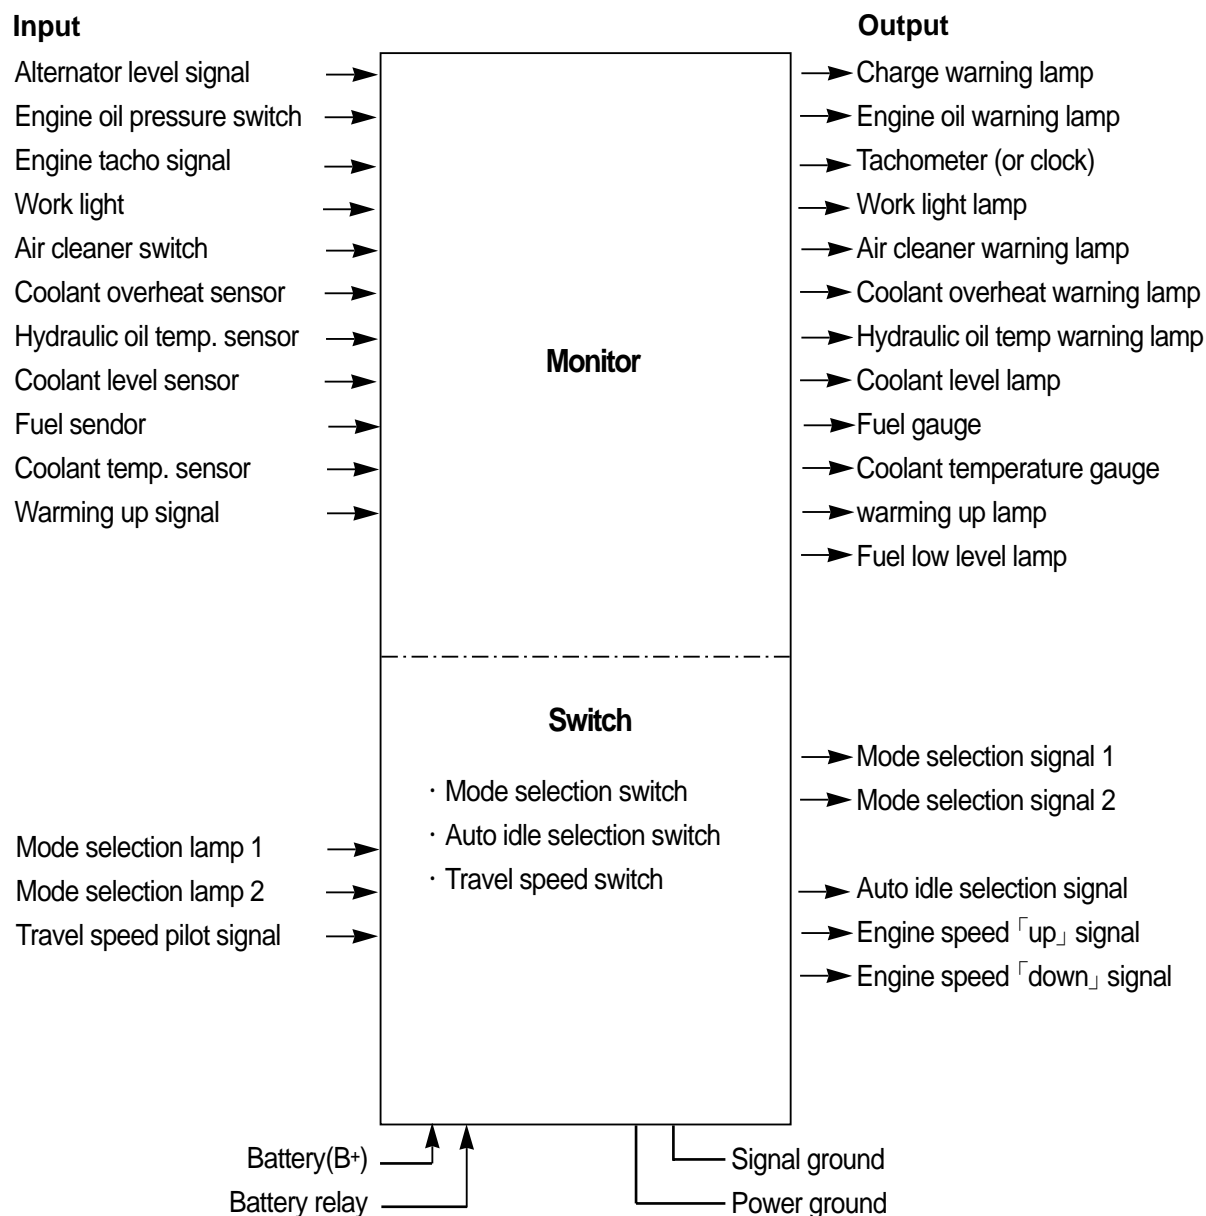 Input
Output
Alternator level signal
Charge warning lamp
Engine oil pressure switch
Engine oil warning lamp
Engine tacho signal
Tachometer (or clock)
Work light
Work light lamp
Air cleaner switch
Air cleaner warning lamp
Coolant overheat sensor
Coolant overheat warning lamp
Hydraulic oil temp. sensor
Hydraulic oil temp warning lamp
Monitor
Coolant level sensor
Coolant level lamp
Fuel sendor
Fuel gauge
Coolant temp. sensor
Coolant temperature gauge
Warming up signal
warming up lamp
Fuel low level lamp
Switch
Mode selection signal 1
· Mode selection switch
Mode selection signal 2
· Auto idle selection switch
Mode selection lamp 1
· Travel speed switch
Mode selection lamp 2
Auto idle selection signal
Travel speed pilot signal
Engine speed「up」signal
Engine speed「down」signal
Battery(B+)
Signal ground
Battery relay
Power ground